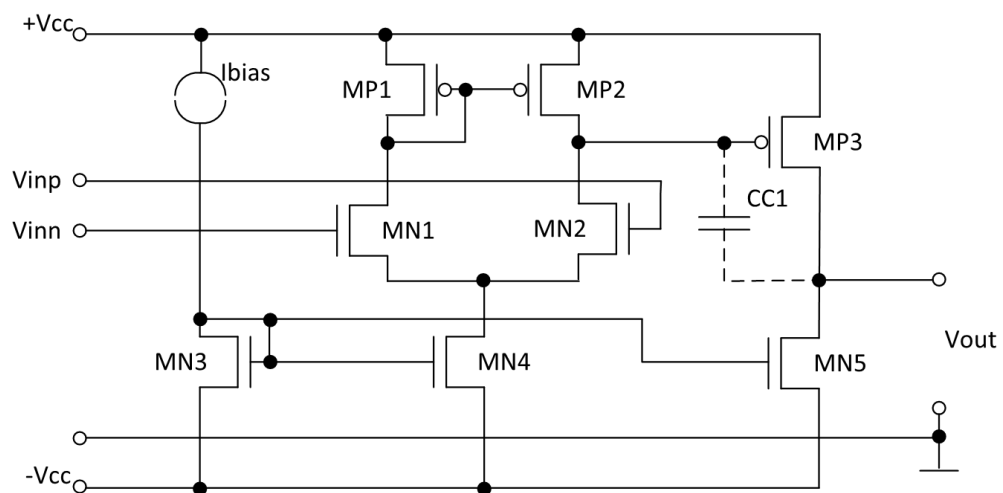 +Vcc
Ibias
MP1
MP2
MP3
Vinp
CC1
Vinn
MN1
MN2
Vout
MN3
MN4
MN5
-Vcc